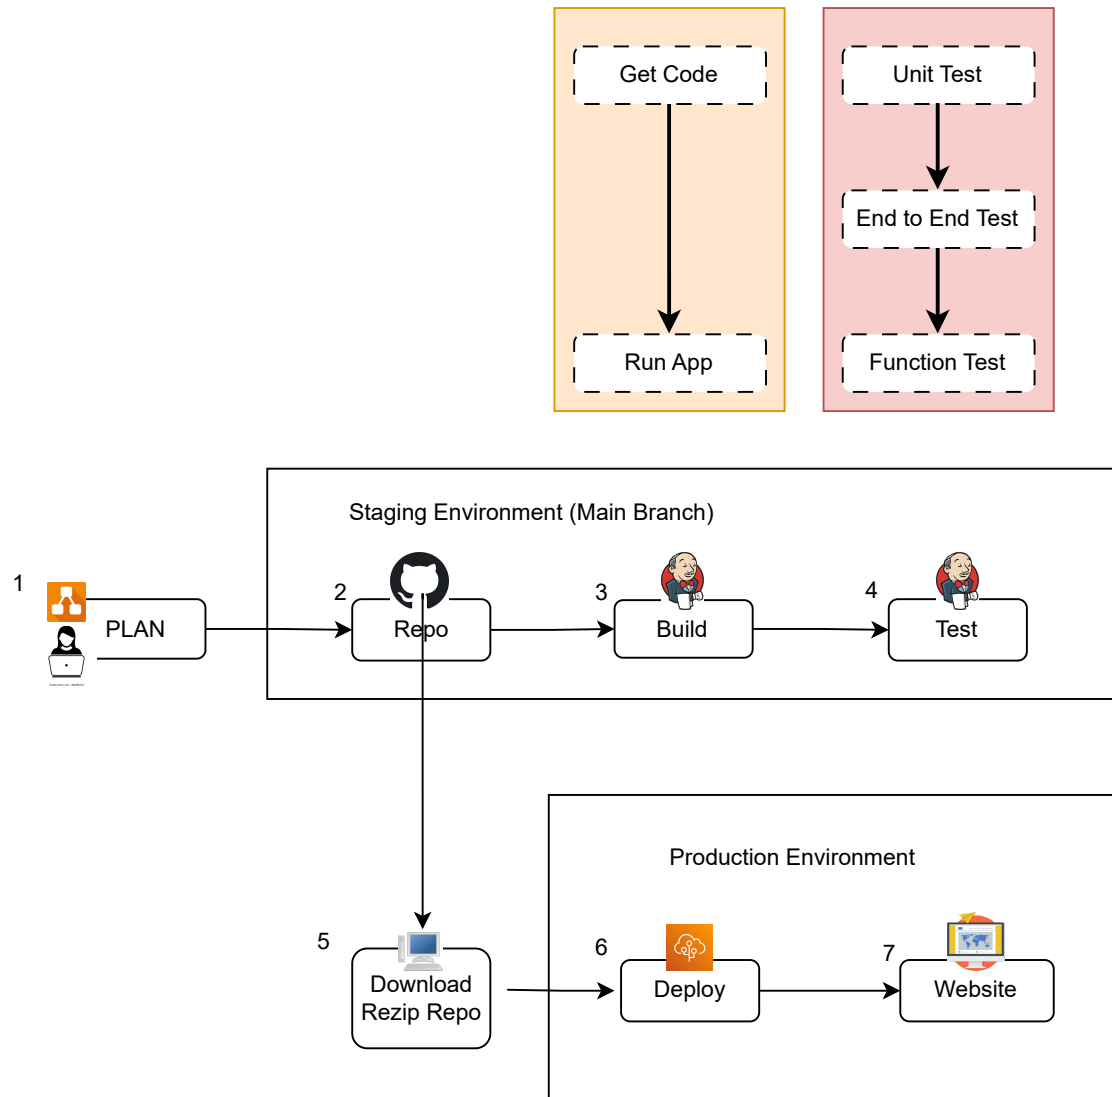 Get Code
Unit Test
End to End Test
Run App
Function Test
Staging Environment (Main Branch)
1
PLAN
2
Repo
3
Build
4
Test
Production Environment
5
Download
Rezip Repo
6
Deploy
7
Website